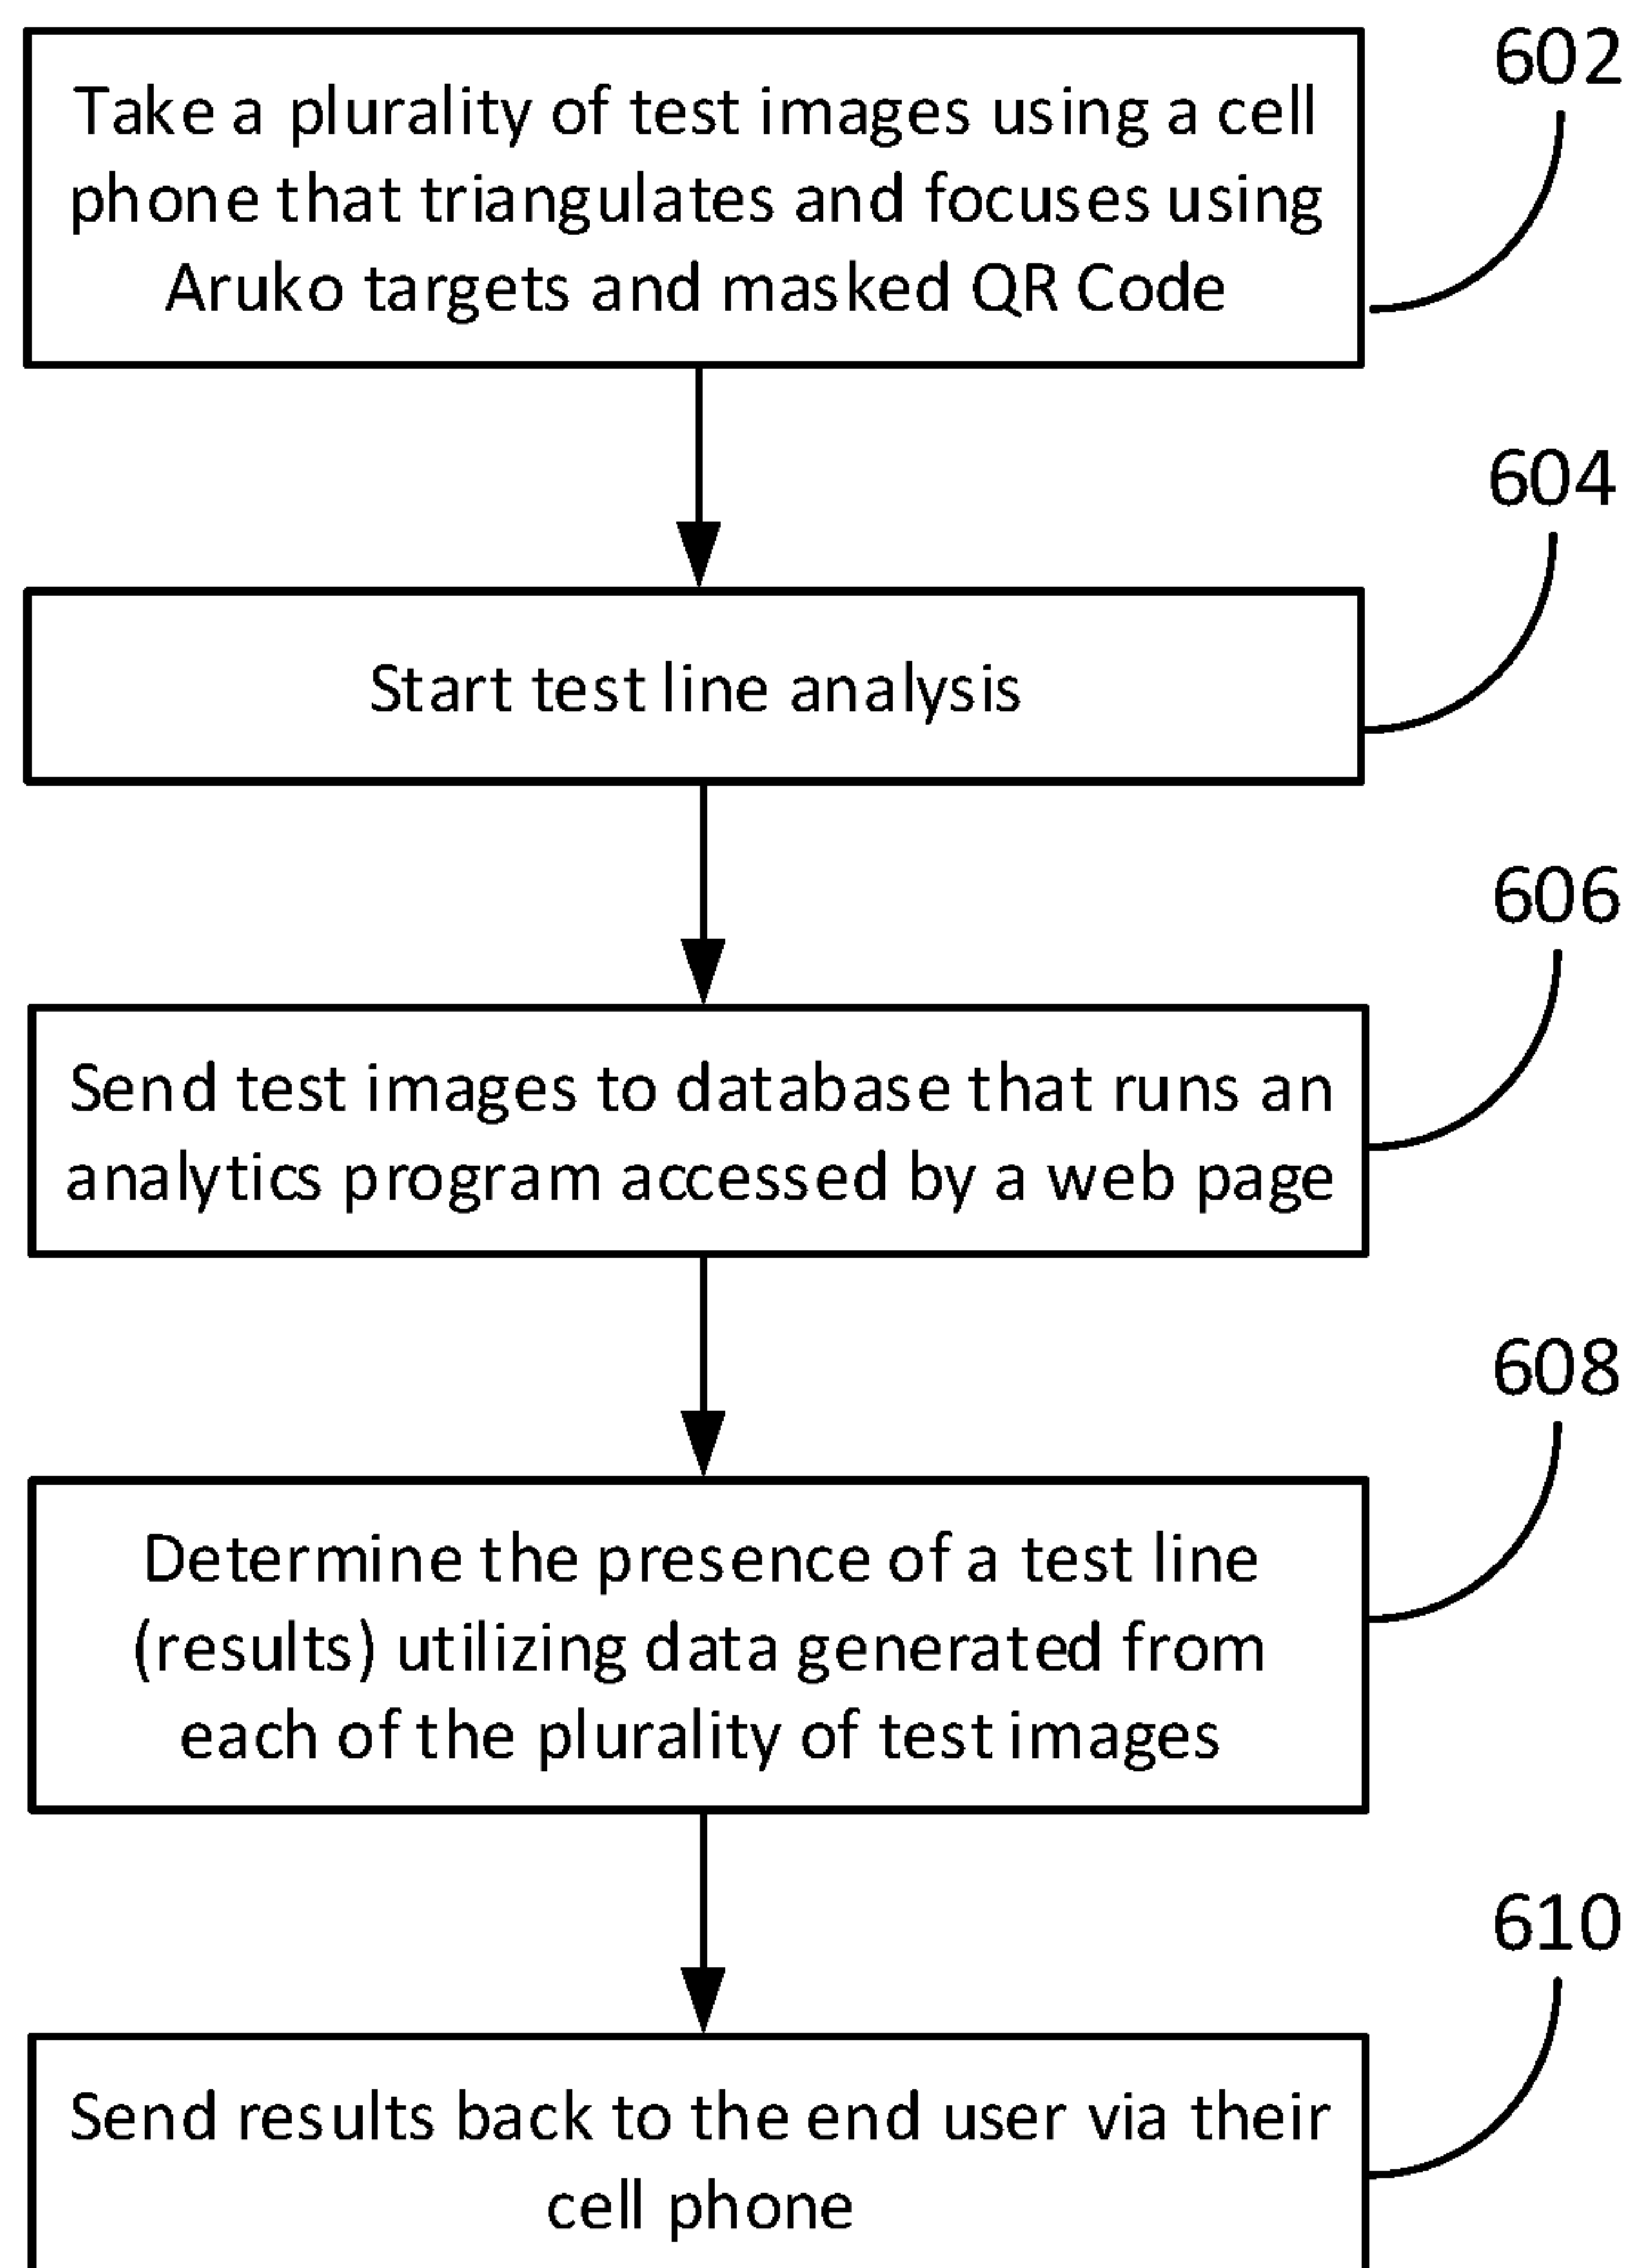 602
Take a plurality of test images using a cell
phone that triangulates and focuses using
Aruko targets and masked QR Code
604
Start test line analysis
606
Send test images to database that runs an
analytics program accessed by a web page
608
Determine the presence of a test line
(results) utilizing data generated from
each of the plurality of test images
610
Send results back to the end user via their
cell phone